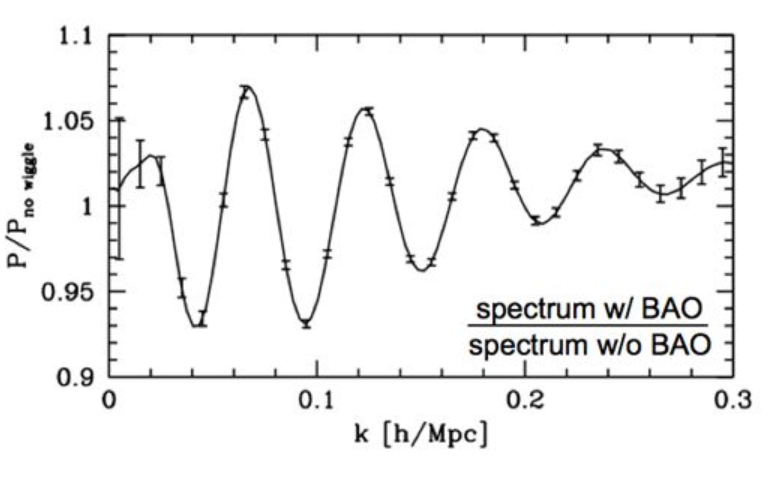 1.1
1.05
1
0.95
0.9
P/P no wiggle
spectrum w/ BAO
spectrum w/o BAO
0 0.1 0.2 0.3
k [h/Mpc]